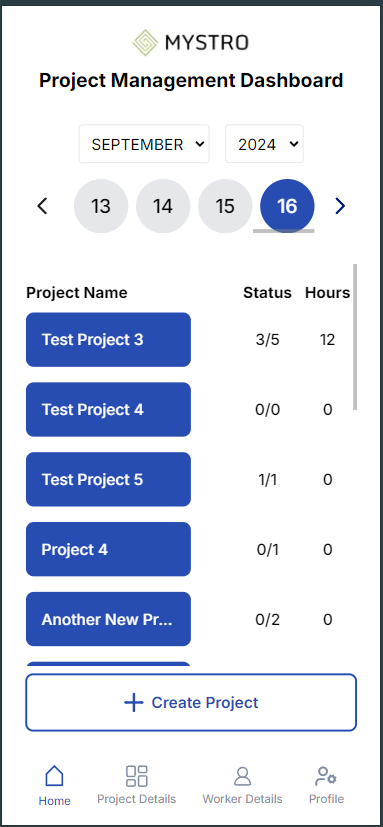 MYSTRO
Project Management Dashboard
SEPTEMBER 2024
13 14 15 16
Project Name Status Hours
Test Project 3 3/5 12
Test Project 4 0/0 0
Test Project 5 1/1 0
Project 4 0/1 0
Another New Pr... 0/2 0
Create Project
Home Project Details Worker Details Profile